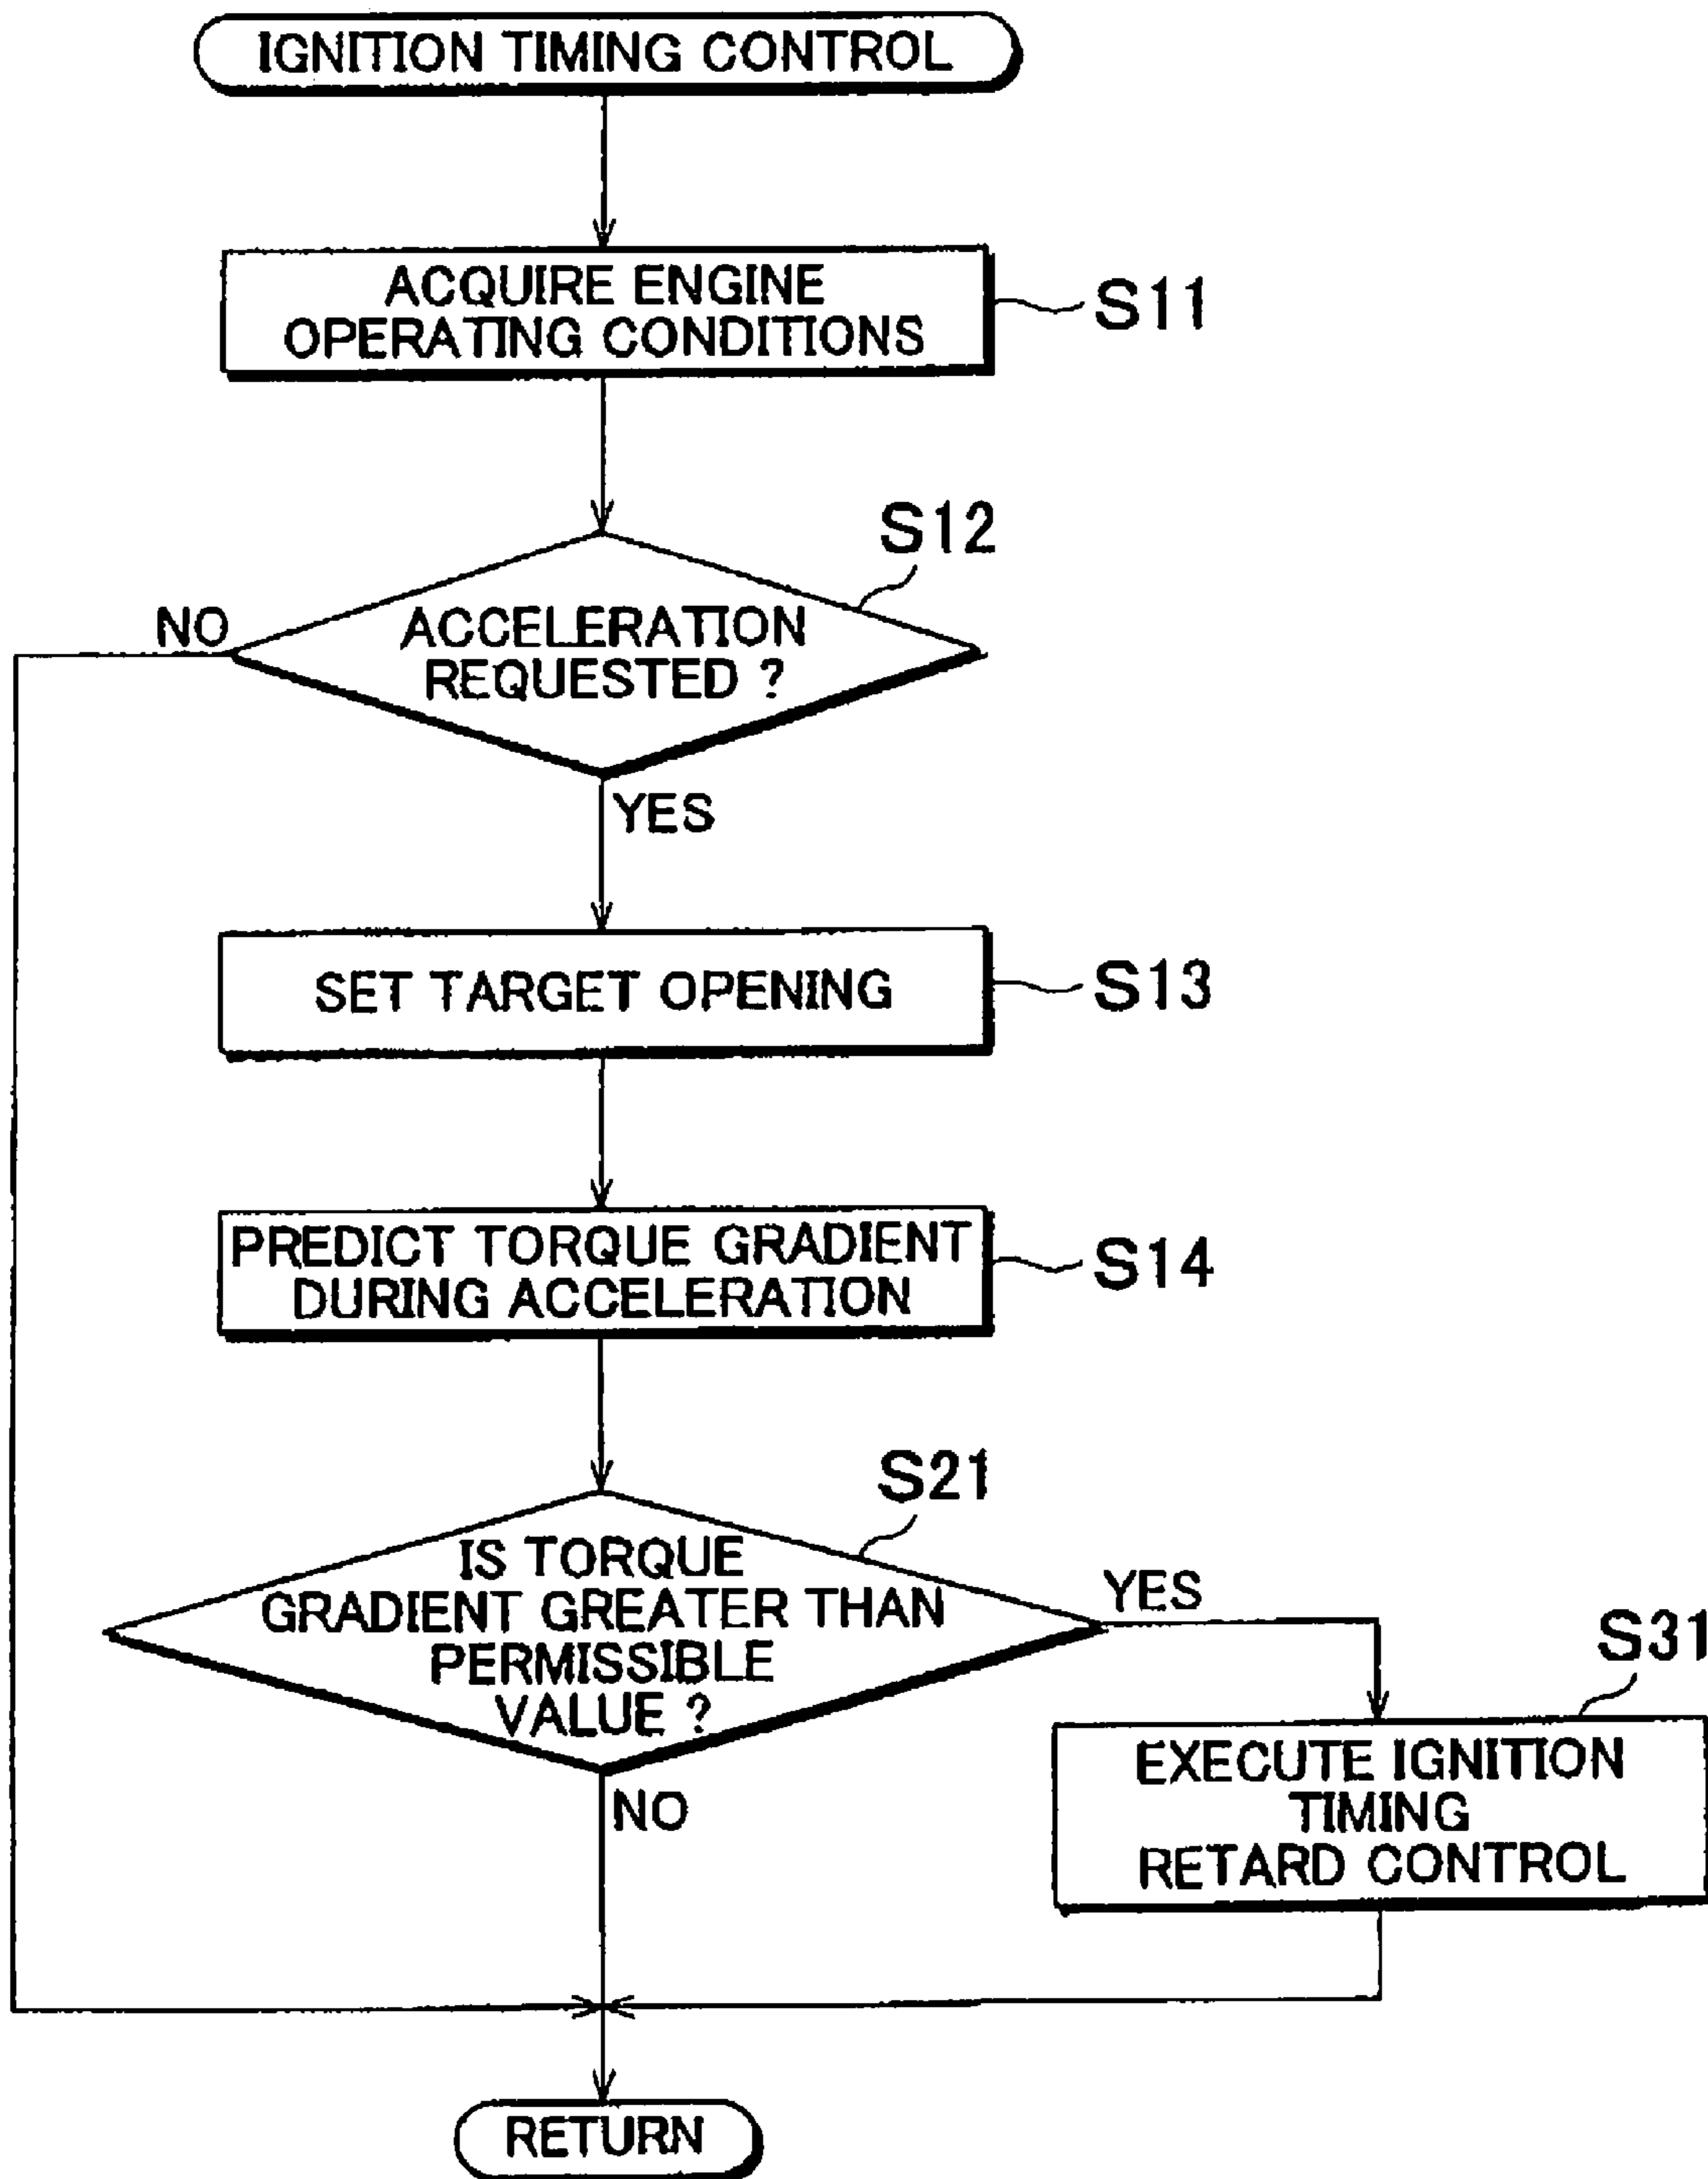 IGNITION TIMING CONTROL
ACQUIRE ENGINE
OPERATING CONDITIONS
S11
S12
NO
ACCELERATION
REQUESTED ?
YES
SET TARGET OPENING
S13
PREDICT TORQUE GRADIENT
DURING ACCELERATION
S14
S21
IS TORQUE
GRADIENT GREATER THAN
PERMISSIBLE
VALUE ?
YES
S31
EXECUTE IGNITION
TIMING
RETARD CONTROL
NO
RETURN